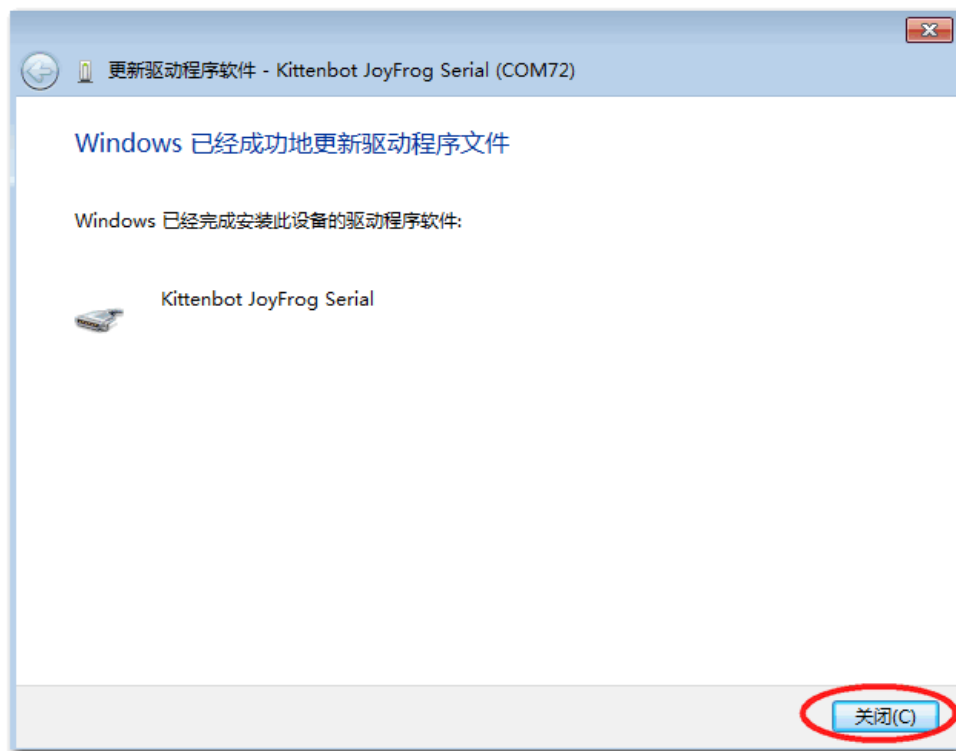 更新驱动程序软件 - Kittenbot JoyFrog Serial (COM72)
Windows 已经成功地更新驱动程序文件
Windows 已经完成安装此设备的驱动程序软件:
Kittenbot JoyFrog Serial
关闭(C)